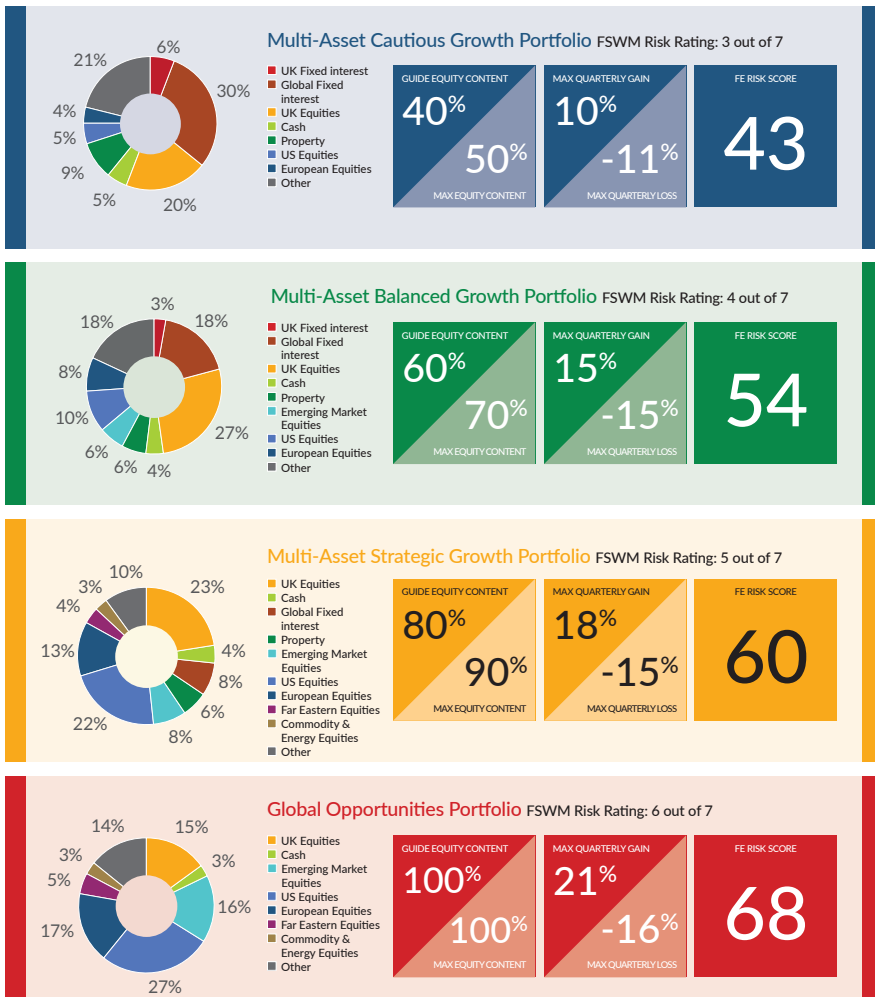 Multi-Asset Cautious Growth Portfolio FSWM Risk Rating: 3 out of 7
6%
30%
20%
5%
9%
5%
4%
21%
UK Fixed interest
Global Fixed
interest
UK Equities
Cash
Property
US Equities
European Equities
Other
GUIDE EQUITY CONTENT
40%
50%
MAX EQUITY CONTENT
MAX QUARTERLY GAIN
10%
-11%
MAX QUARTERLY LOSS
FE RISK SCORE
43
Multi-Asset Balanced Growth Portfolio FSWM Risk Rating: 4 out of 7
3%
18%
27%
4%
6%
6%
10%
8%
18%
UK Fixed interest
Global Fixed
interest
UK Equities
Cash
Property
Emerging Market
Equities
US Equities
European Equities
Other
GUIDE EQUITY CONTENT
60%
70%
MAX EQUITY CONTENT
MAX QUARTERLY GAIN
15%
-15%
MAX QUARTERLY LOSS
FE RISK SCORE
54
Multi-Asset Strategic Growth Portfolio FSWM Risk Rating: 5 out of 7
23%
4%
8%
6%
8%
22%
13%
4%
3%
10%
UK Equities
Cash
Global Fixed
interest
Property
Emerging Market
Equities
US Equities
European Equities
Far Eastern Equities
Commodity &
Energy Equities
Other
GUIDE EQUITY CONTENT
80%
90%
MAX EQUITY CONTENT
MAX QUARTERLY GAIN
18%
-15%
MAX QUARTERLY LOSS
FE RISK SCORE
60
Global Opportunities Portfolio FSWM Risk Rating: 6 out of 7
15%
3%
16%
27%
17%
5%
3%
14%
UK Equities
Cash
Emerging Market
Equities
US Equities
European Equities
Far Eastern Equities
Commodity &
Energy Equities
Other
GUIDE EQUITY CONTENT
100%
100%
MAX EQUITY CONTENT
MAX QUARTERLY GAIN
21%
-16%
MAX QUARTERLY LOSS
FE RISK SCORE
68